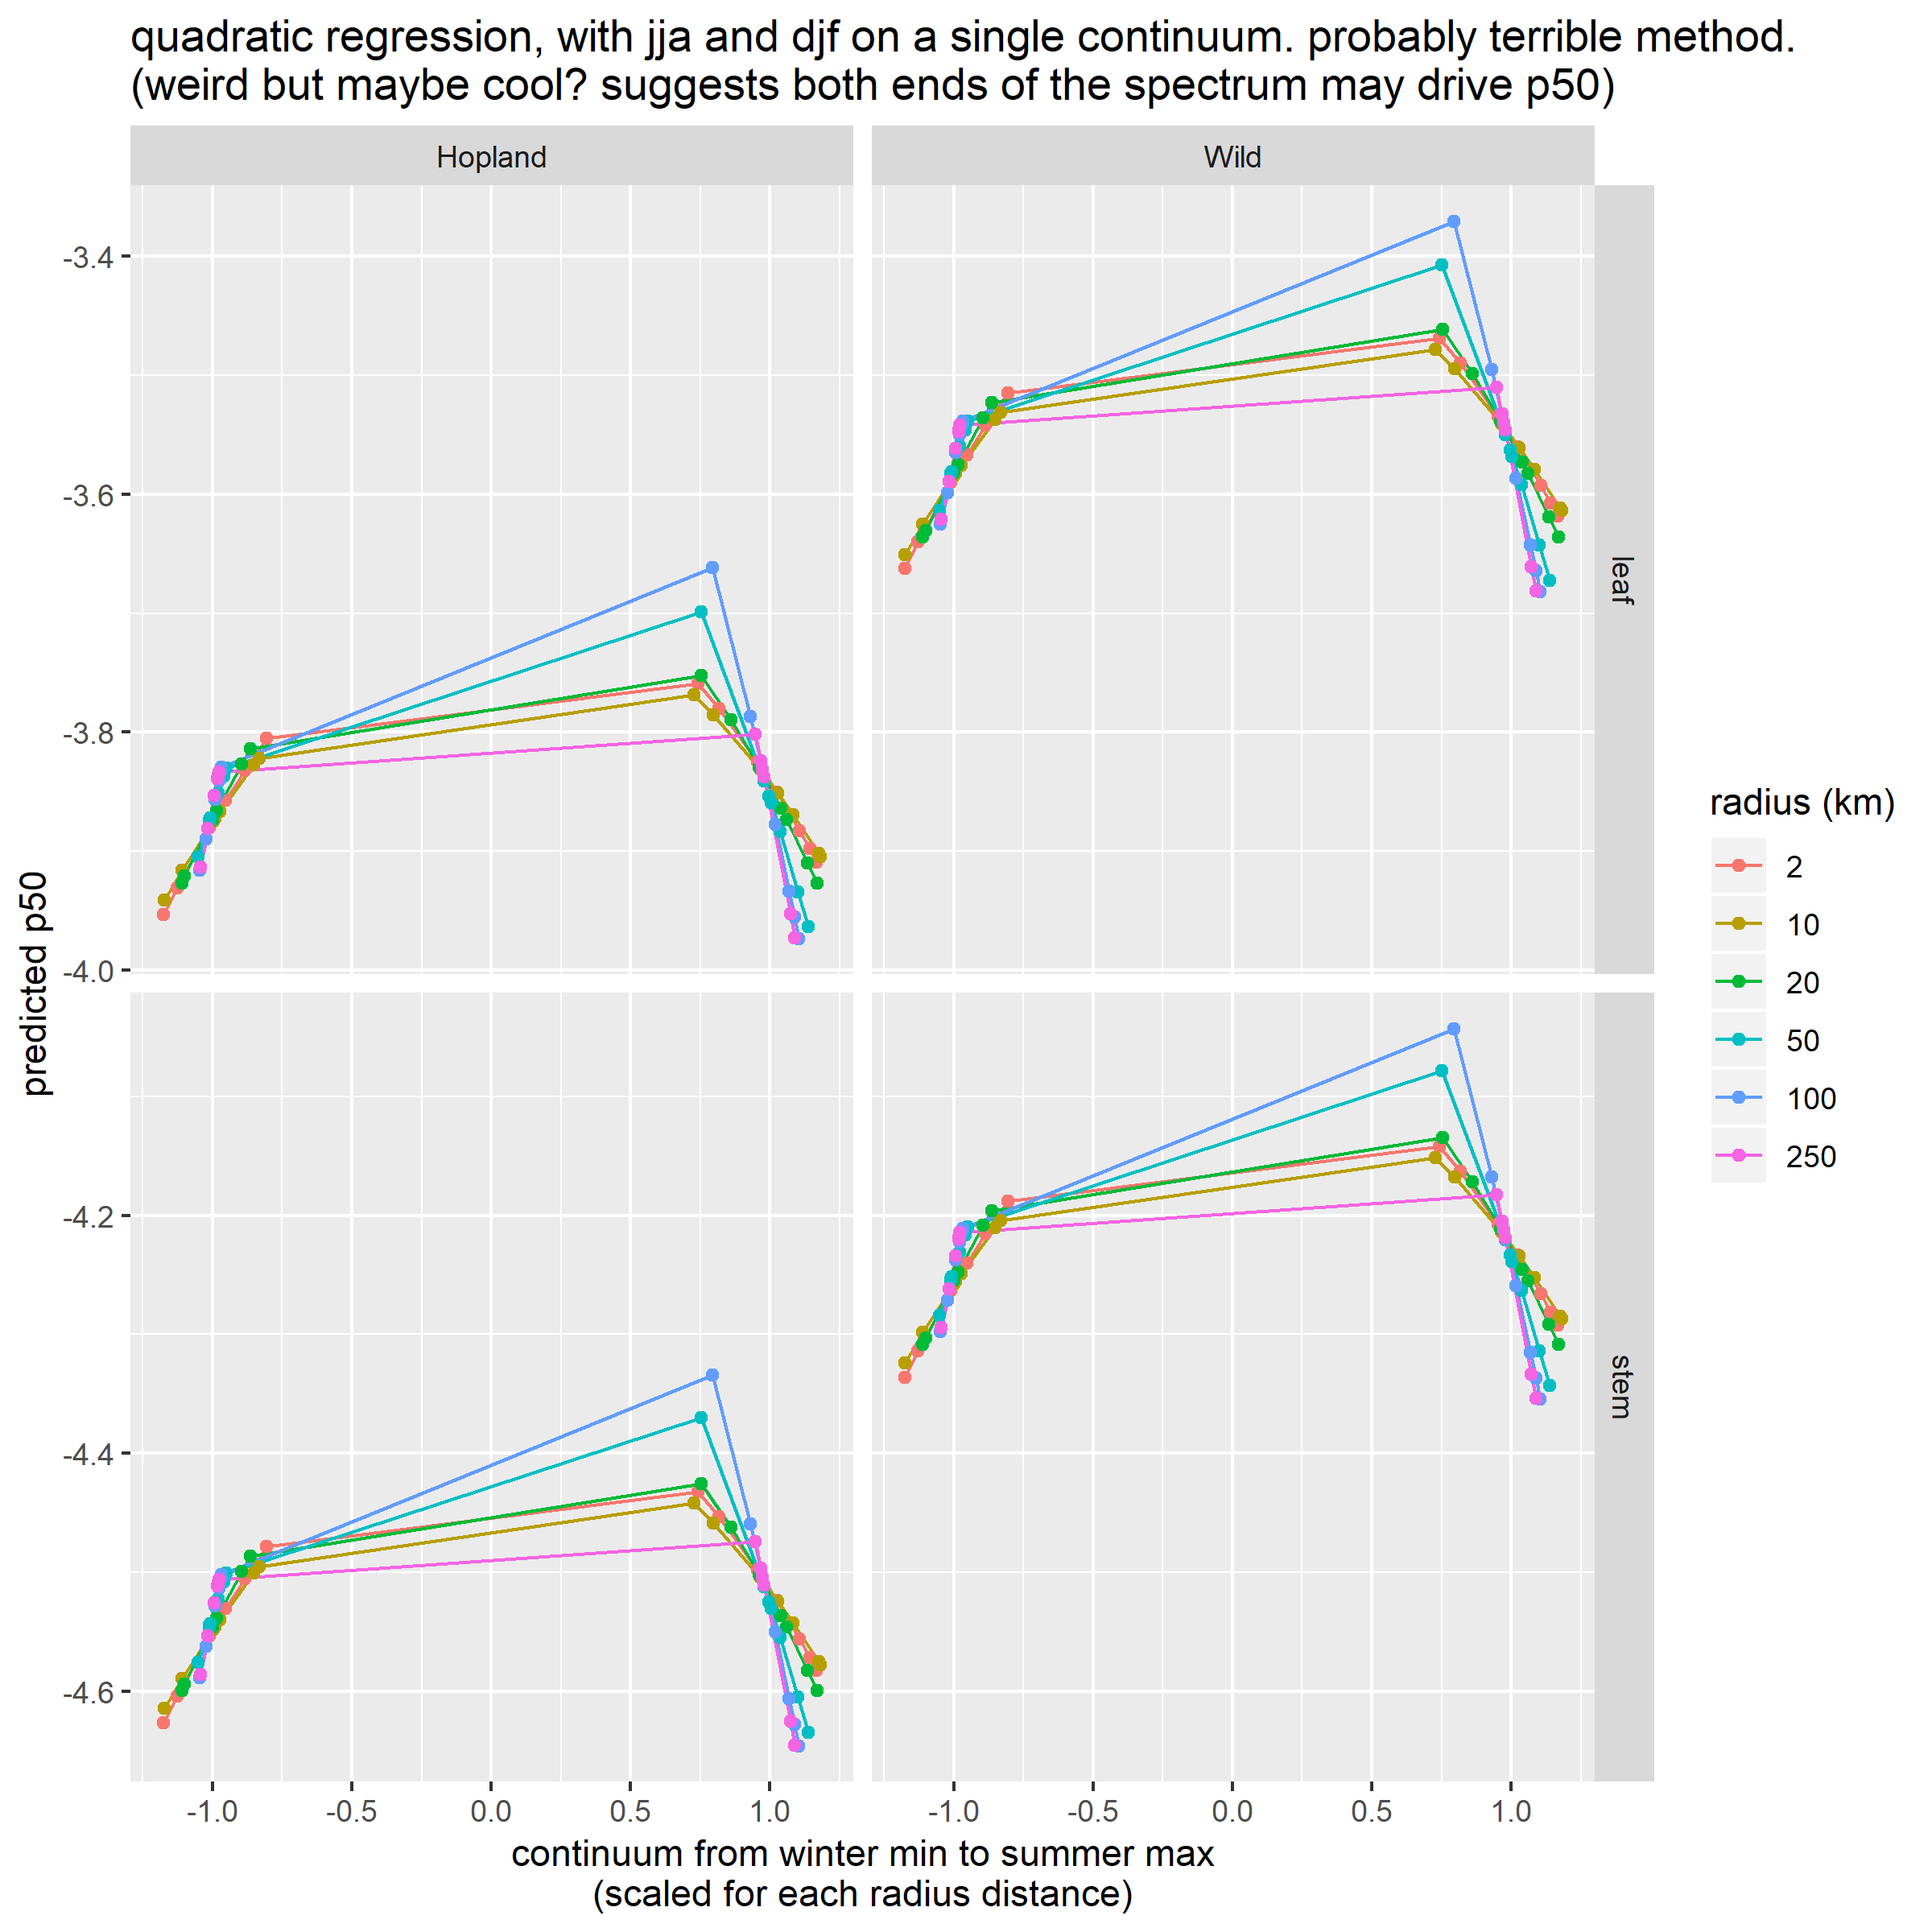 quadratic regression, with jja and djf on a single continuum. probably terrible method.
(weird but maybe cool? suggests both ends of the spectrum may drive p50)
Hopland
Wild
-3.4
-3.6
-3.8
-4.0
leaf
predicted p50
-4.2
-4.4
-4.6
stem
-1.0
-0.5
0.0
0.5
1.0
-1.0
-0.5
0.0
0.5
1.0
continuum from winter min to summer max
(scaled for each radius distance)
radius (km)
2
10
20
50
100
250